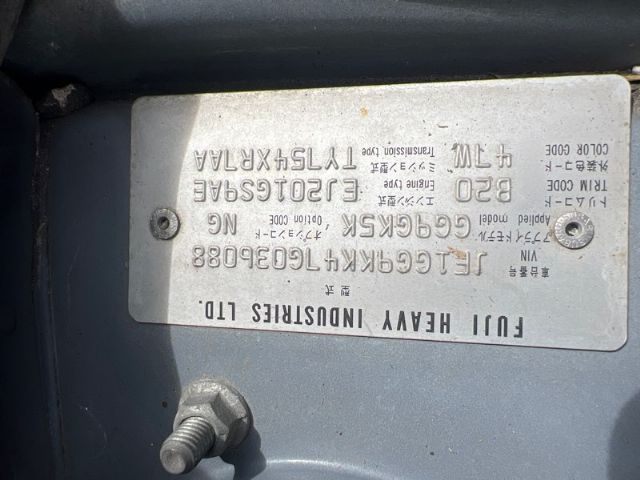 FUJI HEAVY INDUSTRIES LTD.
型式
車台番号
VIN JF1GG9KK47G036088
アプライドモデル オプションコード
Applied model GG9GK5K , Option CODE NG
トリムコード エンジン型式
TRIM CODE B20 Engine type EJ201GS9AE
外装色コード ミッション型式
COLOR CODE 47W Transmission type TY754XR7AA